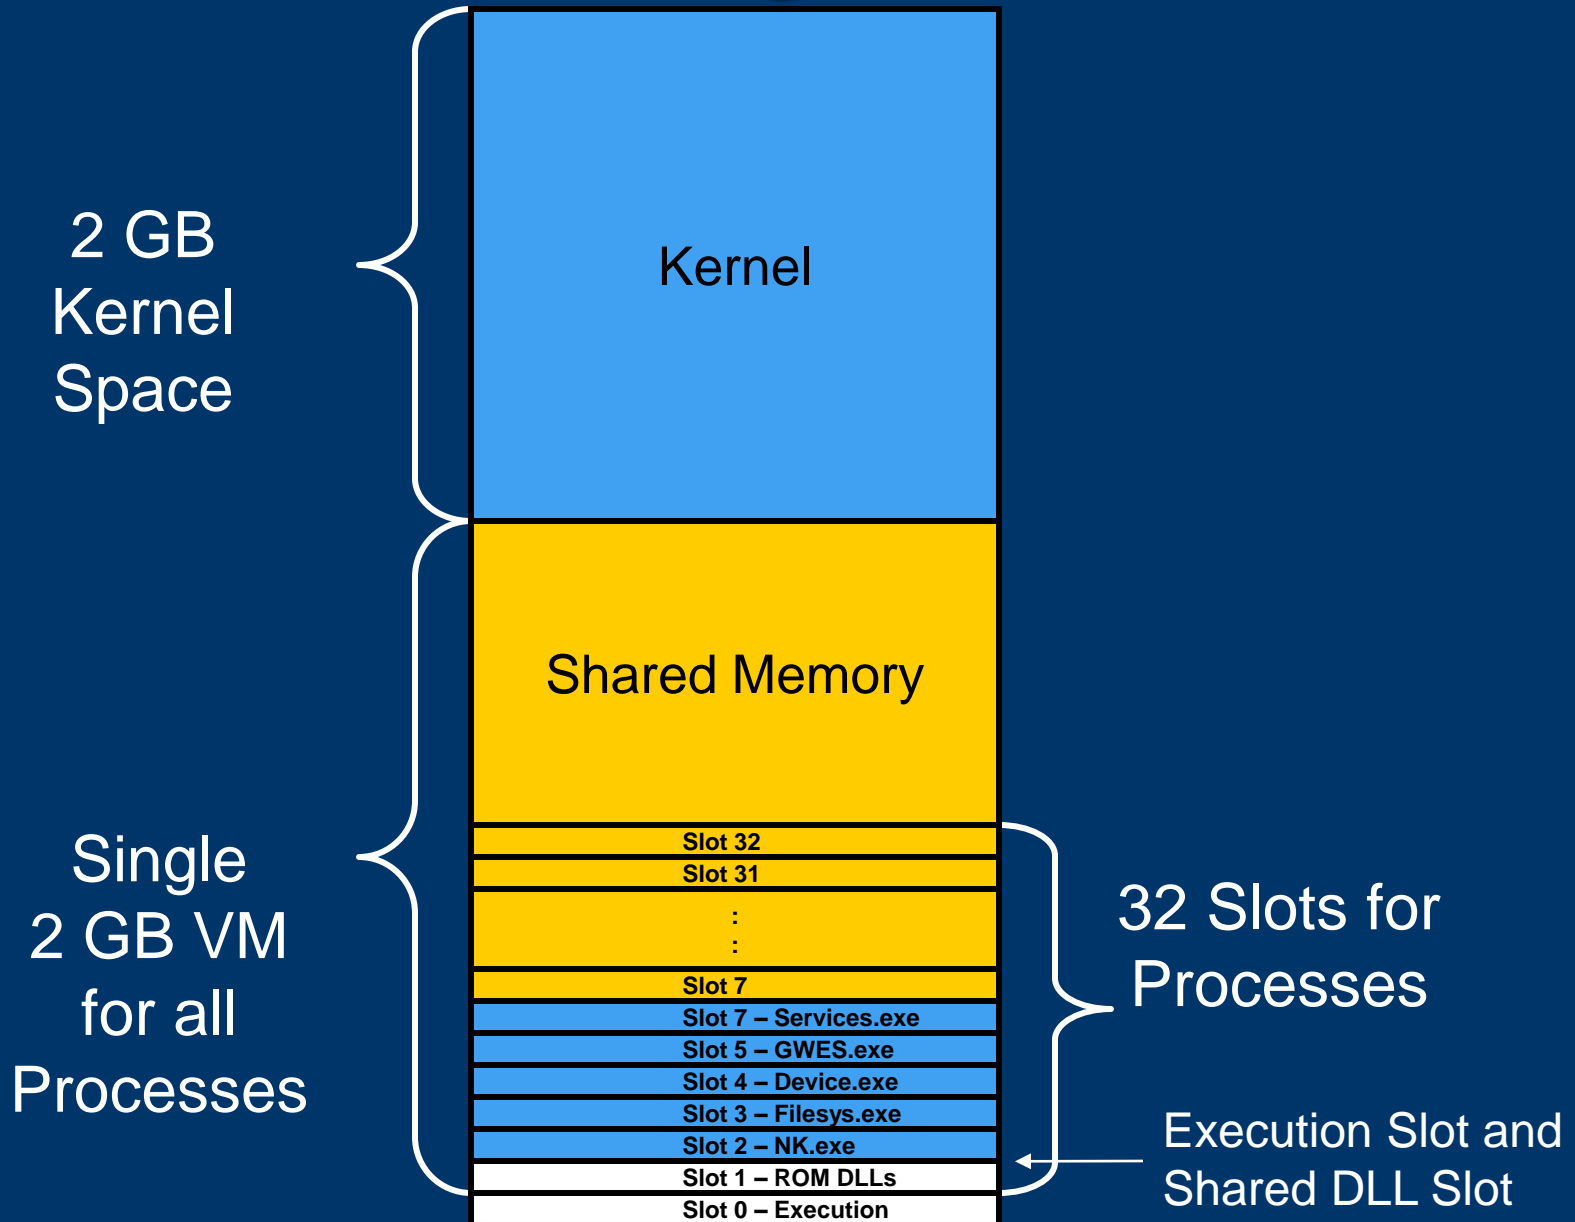 2 GB
Kernel
Space
Kernel
Shared Memory
Single
2 GB VM
for all
Processes
Slot 32
Slot 31
:
:
Slot 7
Slot 7 – Services.exe
Slot 5 – GWES.exe
Slot 4 – Device.exe
Slot 3 – Filesys.exe
Slot 2 – NK.exe
Slot 1 – ROM DLLs
Slot 0 – Execution
32 Slots for
Processes
Execution Slot and
Shared DLL Slot